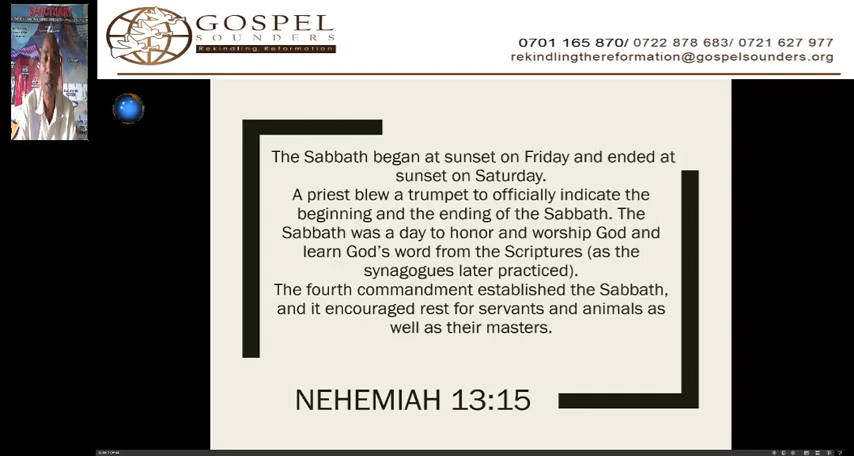 SANCTUARY
GOSPEL
SOUNDERS
Rekindling Reformation
0701 165 870/ 0722 878 683/ 0721 627 977
rekindlingthereformation@gospelsounders.org
The Sabbath began at sunset on Friday and ended at
sunset on Saturday.
A priest blew a trumpet to officially indicate the
beginning and the ending of the Sabbath. The
Sabbath was a day to honor and worship God and
learn God's word from the Scriptures (as the
synagogues later practiced).
The fourth commandment established the Sabbath,
and it encouraged rest for servants and animals as
well as their masters.
NEHEMIAH 13:15